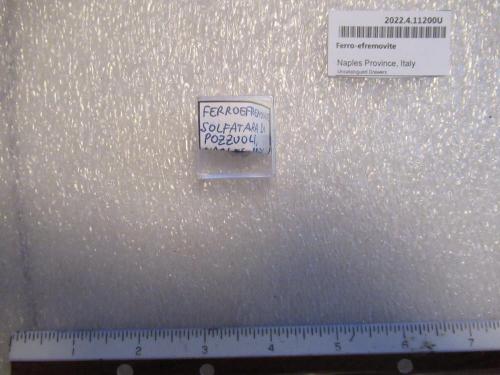 2022.4.11200U
Ferro-efremovite
Naples Province, Italy
Uncatalogued Drawers
SOLFATARA DI
POZZUOLI,
1 2 3 4 5 6 7